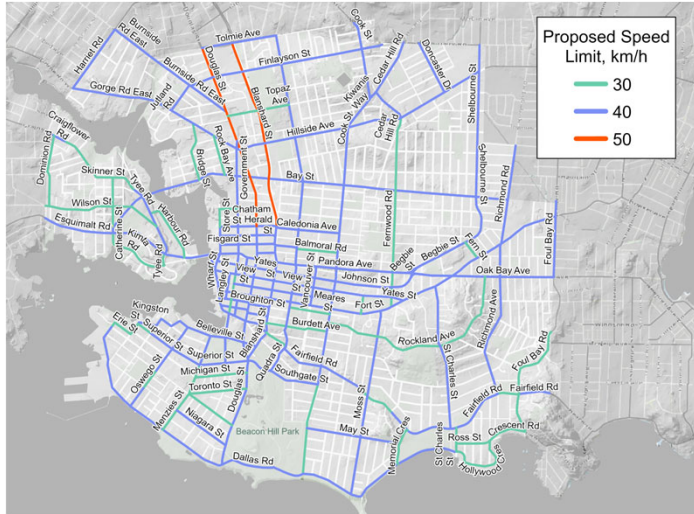 Proposed Speed
Limit, km/h
30
40
50
Burnside
Rd East
Harriet Rd
Tolmie Ave
Cook St
Douglas St
Finlayson St
Cedar Hill Rd
Doncaster Dr
Burnside Rd East
Gorge Rd East
Jutland
Rd
Blanshard St
Topaz
Ave
Kiwanis
Way
Shelbourne St
Craigflower
Rd
Rock Bay Ave
Hillside Ave
Cook St
Cedar
Hill Rd
Dominion Rd
Bridge St
Government St
Skinner St
Tyee Rd
Bay St
Shelbourne St
Richmond Rd
Wilson St
Harbour Rd
Store St
Chatham
St
Herald
St
Caledonia Ave
Fernwood Rd
Esquimalt Rd
Catherine St
Kimta
Rd
Tyee Rd
Fisgard St
Balmoral Rd
Begbie
St
Begbie St
Fern St
Foul Bay Rd
Wharf St
Langley St
Yates
St
View
St
View
St
Vancouver St
Pandora Ave
Johnson St
Yates St
Oak Bay Ave
Meares
St
Fort St
Broughton St
Kingston
St
Erie St
Superior St
Belleville St
Blanshard St
Burdett Ave
Rockland Ave
Richmond Ave
Foul Bay Rd
Superior St
Michigan St
Quadra St
Fairfield Rd
Southgate St
St Charles St
Oswego St
Toronto St
Douglas St
Moss St
Fairfield Rd
Fairfield Rd
Menzies St
Niagara St
Beacon Hill Park
May St
Memorial Cres
St Charles
St
Ross St
Crescent Rd
Hollywood Cres
Dallas Rd